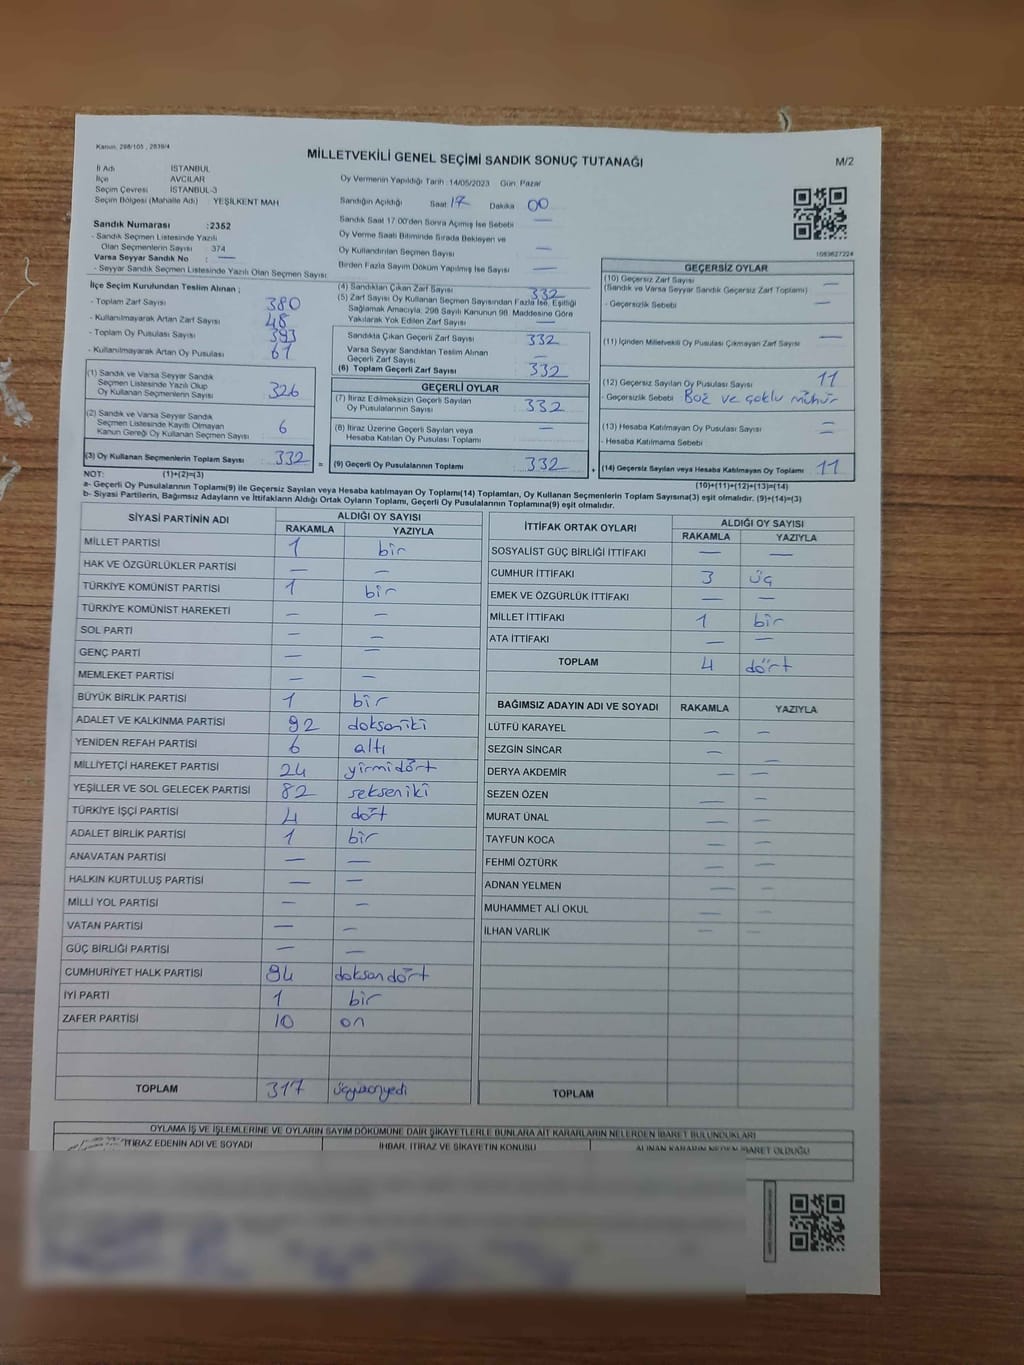 Kanun, 298/105 , 2839/4
MİLLETVEKİLİ GENEL SEÇİMİ SANDIK SONUÇ TUTANAĞI
M/2
İl Adı İSTANBUL
İlçe AVCILAR
Seçim Çevresi İSTANBUL-3
Seçim Bölgesi (Mahalle Adı) YEŞİLKENT MAH
Oy Vermenin Yapıldığı Tarih :14/05/2023 Gün: Pazar
Sandığın Açıldığı Saat: 17 Dakika 00
Sandık Saat 17:00'den Sonra Açımış İse Sebebi —
Oy Verme Saati Bitiminde Sırada Bekleyen ve
Oy Kullandırılan Seçmen Sayısı —
Birden Fazla Sayım Döküm Yapılmış İse Sayısı —
Sandık Numarası :2352
- Sandık Seçmen Listesinde Yazılı
Olan Seçmenlerin Sayısı : 374
Varsa Seyyar Sandık No : —
- Seyyar Sandık Seçmen Listesinde Yazılı Olan Seçmen Sayısı:
1083627224
İlçe Seçim Kurulundan Teslim Alınan ;
- Toplam Zarf Sayısı 380
- Kullanılmayarak Artan Zarf Sayısı 48
- Toplam Oy Pusulası Sayısı 393
- Kullanılmayarak Artan Oy Pusulası 61
(1) Sandık ve Varsa Seyyar Sandık
Seçmen Listesinde Yazılı Olup
Oy Kullanan Seçmenlerin Sayısı 326
(2) Sandık ve Varsa Seyyar Sandık
Seçmen Listesinde Kayıtlı Olmayan
Kanun Gereği Oy Kullanan Seçmen Sayısı 6
(3) Oy Kullanan Seçmenlerin Toplam Sayısı 332 =
(4) Sandıktan Çıkan Zarf Sayısı 332
(5) Zarf Sayısı Oy Kullanan Seçmen Sayısından Fazla İse, Eşitliği
Sağlamak Amacıyla, 298 Sayılı Kanunun 98. Maddesine Göre
Yakılarak Yok Edilen Zarf Sayısı —
Sandıkta Çıkan Geçerli Zarf Sayısı 332
Varsa Seyyar Sandıktan Teslim Alınan
Geçerli Zarf Sayısı —
(6) Toplam Geçerli Zarf Sayısı 332
GEÇERLİ OYLAR
(7) İtiraz Edilmeksizin Geçerli Sayılan
Oy Pusulalarının Sayısı 332
(8) İtiraz Üzerine Geçerli Sayılan veya
Hesaba Katılan Oy Pusulası Toplamı —
(9) Geçerli Oy Pusulalarının Toplamı 332 +
GEÇERSİZ OYLAR
(10) Geçersiz Zarf Sayısı —
(Sandık ve Varsa Seyyar Sandık Geçersiz Zarf Toplamı)
- Geçersizlik Sebebi —
(11) İçinden Milletvekili Oy Pusulası Çıkmayan Zarf Sayısı —
(12) Geçersiz Sayılan Oy Pusulası Sayısı 11
- Geçersizlik Sebebi Boş ve çoklu mühür
(13) Hesaba Katılmayan Oy Pusulası Sayısı —
- Hesaba Katılmama Sebebi —
(14) Geçersiz Sayılan veya Hesaba Katılmayan Oy Toplamı 11
NOT: (1)+(2)=(3)
(10)+(11)+(12)+(13)=(14)
a- Geçerli Oy Pusulalarının Toplamı(9) ile Geçersiz Sayılan veya Hesaba katılmayan Oy Toplamı(14) Toplamları, Oy Kullanan Seçmenlerin Toplam Sayısına(3) eşit olmalıdır. (9)+(14)=(3)
b- Siyasi Partilerin, Bağımsız Adayların ve İttifakların Aldığı Ortak Oyların Toplamı, Geçerli Oy Pusulalarının Toplamına(9) eşit olmalıdır.
SİYASİ PARTİNİN ADI ALDIĞI OY SAYISI
RAKAMLA YAZIYLA
MİLLET PARTİSİ 1 bir
HAK VE ÖZGÜRLÜKLER PARTİSİ — —
TÜRKİYE KOMÜNİST PARTİSİ 1 bir
TÜRKİYE KOMÜNİST HAREKETİ — —
SOL PARTİ — —
GENÇ PARTİ — —
MEMLEKET PARTİSİ — —
BÜYÜK BİRLİK PARTİSİ 1 bir
ADALET VE KALKINMA PARTİSİ 92 doksaniki
YENİDEN REFAH PARTİSİ 6 altı
MİLLİYETÇİ HAREKET PARTİSİ 24 yirmidört
YEŞİLLER VE SOL GELECEK PARTİSİ 82 sekseniki
TÜRKİYE İŞÇİ PARTİSİ 4 dört
ADALET BİRLİK PARTİSİ 1 bir
ANAVATAN PARTİSİ — —
HALKIN KURTULUŞ PARTİSİ — —
MİLLİ YOL PARTİSİ — —
VATAN PARTİSİ — —
GÜÇ BİRLİĞİ PARTİSİ — —
CUMHURİYET HALK PARTİSİ 94 doksandört
İYİ PARTİ 1 bir
ZAFER PARTİSİ 10 on
TOPLAM 317 üçyüzonyedi
İTTİFAK ORTAK OYLARI ALDIĞI OY SAYISI
RAKAMLA YAZIYLA
SOSYALİST GÜÇ BİRLİĞİ İTTİFAKI — —
CUMHUR İTTİFAKI 3 üç
EMEK VE ÖZGÜRLÜK İTTİFAKI — —
MİLLET İTTİFAKI 1 bir
ATA İTTİFAKI — —
TOPLAM 4 dört
BAĞIMSIZ ADAYIN ADI VE SOYADI RAKAMLA YAZIYLA
LÜTFÜ KARAYEL — —
SEZGİN SİNCAR — —
DERYA AKDEMİR — —
SEZEN ÖZEN — —
MURAT ÜNAL — —
TAYFUN KOCA — —
FEHMİ ÖZTÜRK — —
ADNAN YELMEN — —
MUHAMMET ALİ OKUL — —
İLHAN VARLIK — —
TOPLAM
OYLAMA İŞ VE İŞLEMLERİNE VE OYLARIN SAYIM DÖKÜMÜNE DAİR ŞİKAYETLERLE BUNLARA AİT KARARLARIN NELERDEN İBARET BULUNDUKLARI
İTİRAZ EDENİN ADI VE SOYADI İHBAR, İTİRAZ VE ŞİKAYETİN KONUSU ALINAN KARARIN NEDEN İBARET OLDUĞU